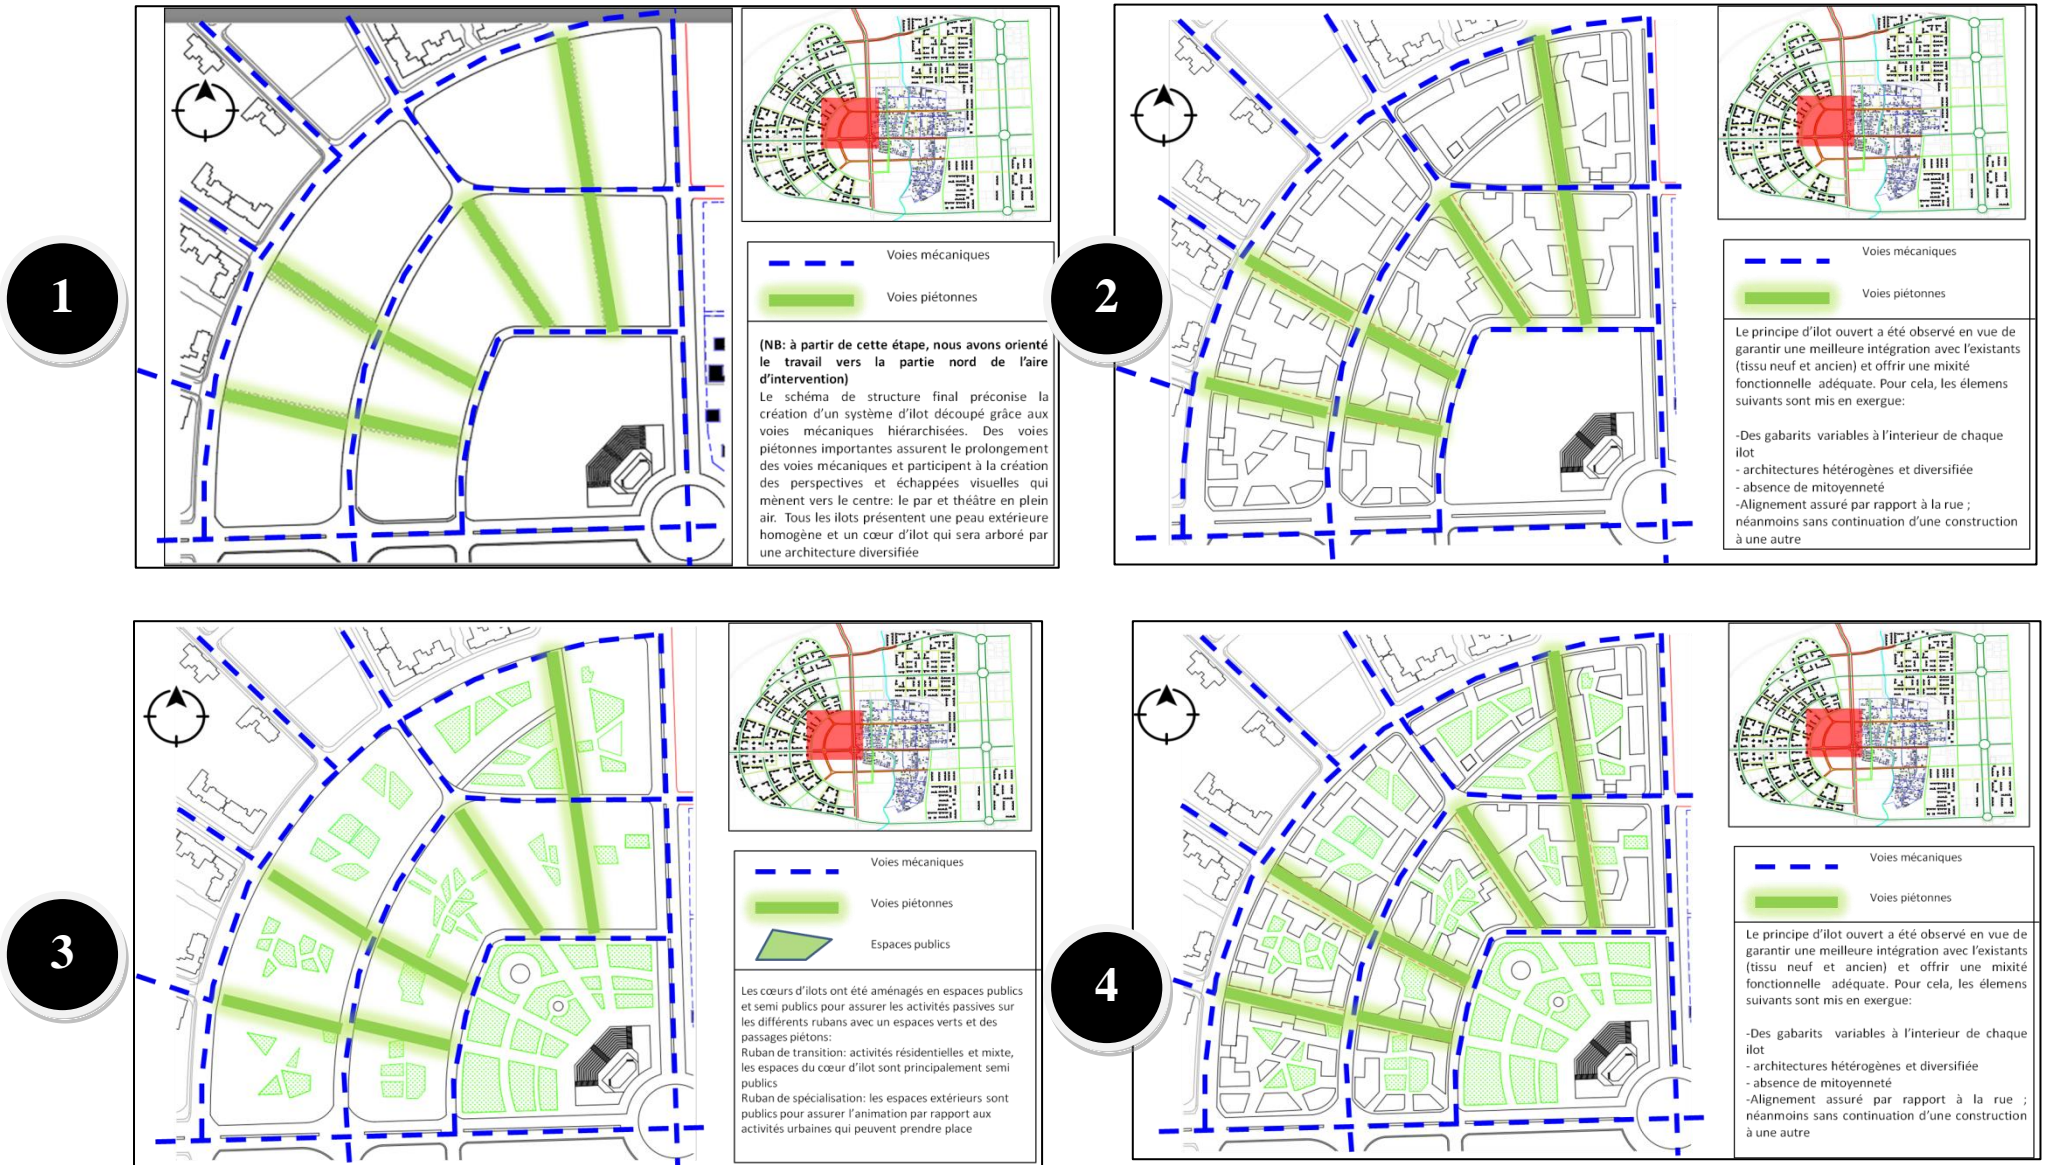 1
Voies mécaniques
Voies piétonnes
(NB: à partir de cette étape, nous avons orienté
le travail vers la partie nord de l'aire
d'intervention)
Le schéma de structure final préconise la
création d'un système d'ilot découpé grâce aux
voies mécaniques hiérarchisées. Des voies
piétonnes importantes assurent le prolongement
des voies mécaniques et participent à la création
des perspectives et échappées visuelles qui
mènent vers le centre: le par et théâtre en plein
air. Tous les ilots présentent une peau extérieure
homogène et un cœur d'ilot qui sera arboré par
une architecture diversifiée
2
Voies mécaniques
Voies piétonnes
Le principe d'ilot ouvert a été observé en vue de
garantir une meilleure intégration avec l'existants
(tissu neuf et ancien) et offrir une mixité
fonctionnelle adéquate. Pour cela, les élemens
suivants sont mis en exergue:
-Des gabarits variables à l'interieur de chaque
ilot
- architectures hétérogènes et diversifiée
- absence de mitoyenneté
-Alignement assuré par rapport à la rue ;
néanmoins sans continuation d'une construction
à une autre
3
Voies mécaniques
Voies piétonnes
Espaces publics
Les cœurs d'ilots ont été aménagés en espaces publics
et semi publics pour assurer les activités passives sur
les différents rubans avec un espaces verts et des
passages piétons:
Ruban de transition: activités résidentielles et mixte,
les espaces du cœur d'ilot sont principalement semi
publics
Ruban de spécialisation: les espaces extérieurs sont
publics pour assurer l'animation par rapport aux
activités urbaines qui peuvent prendre place
4
Voies mécaniques
Voies piétonnes
Le principe d'ilot ouvert a été observé en vue de
garantir une meilleure intégration avec l'existants
(tissu neuf et ancien) et offrir une mixité
fonctionnelle adéquate. Pour cela, les élemens
suivants sont mis en exergue:
-Des gabarits variables à l'interieur de chaque
ilot
- architectures hétérogènes et diversifiée
- absence de mitoyenneté
-Alignement assuré par rapport à la rue ;
néanmoins sans continuation d'une construction
à une autre